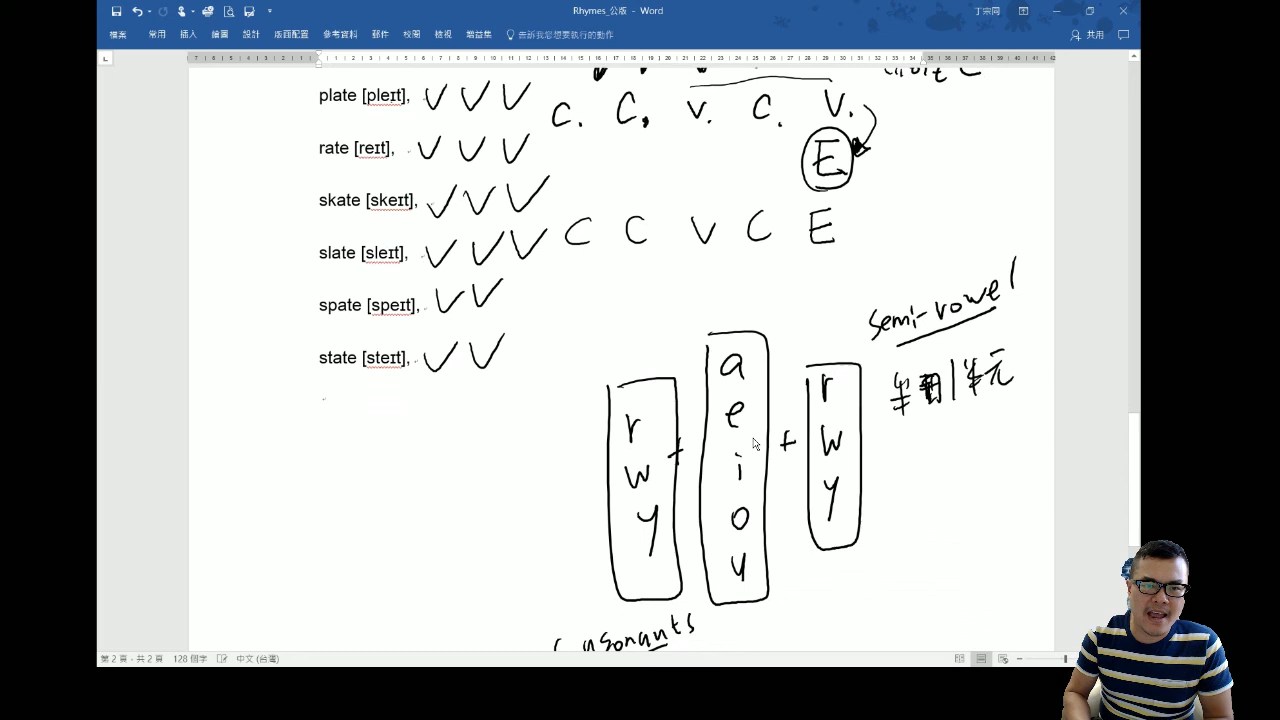 Rhymes_公版 - Word
丁宗同
檔案 常用 插入 繪圖 設計 版面配置 參考資料 郵件 校閱 檢視 增益集 告訴我您想要執行的動作 共用
plate [pleɪt],
C. C, V. C. V.
E
rate [reɪt],
skate [skeɪt],
C C V C E
slate [sleɪt],
spate [speɪt],
state [steɪt],
semi-vowel
半 半元
r
w
y
+
a
e
i
o
u
+
r
w
y
第 2 頁，共 2 頁 128 個字 中文 (台灣)